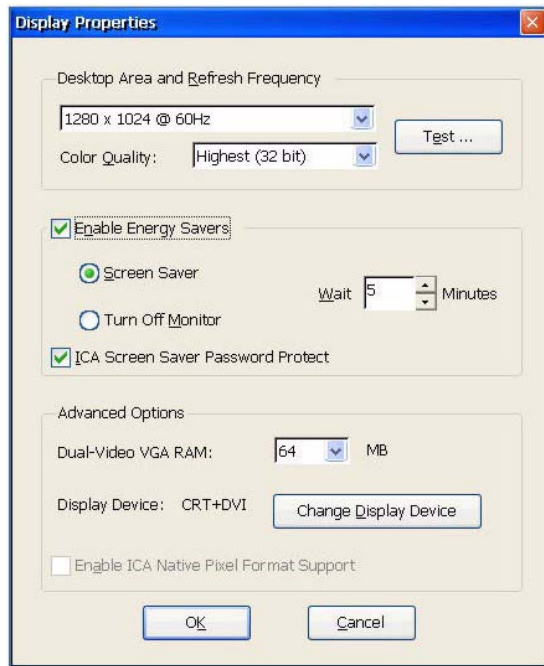 Display Properties
Desktop Area and Refresh Frequency
1280 x 1024 @ 60Hz
Test ...
Color Quality: Highest (32 bit)
Enable Energy Savers
Screen Saver
Wait 5 Minutes
Turn Off Monitor
ICA Screen Saver Password Protect
Advanced Options
Dual-Video VGA RAM: 64 MB
Display Device: CRT+DVI Change Display Device
Enable ICA Native Pixel Format Support
OK Cancel